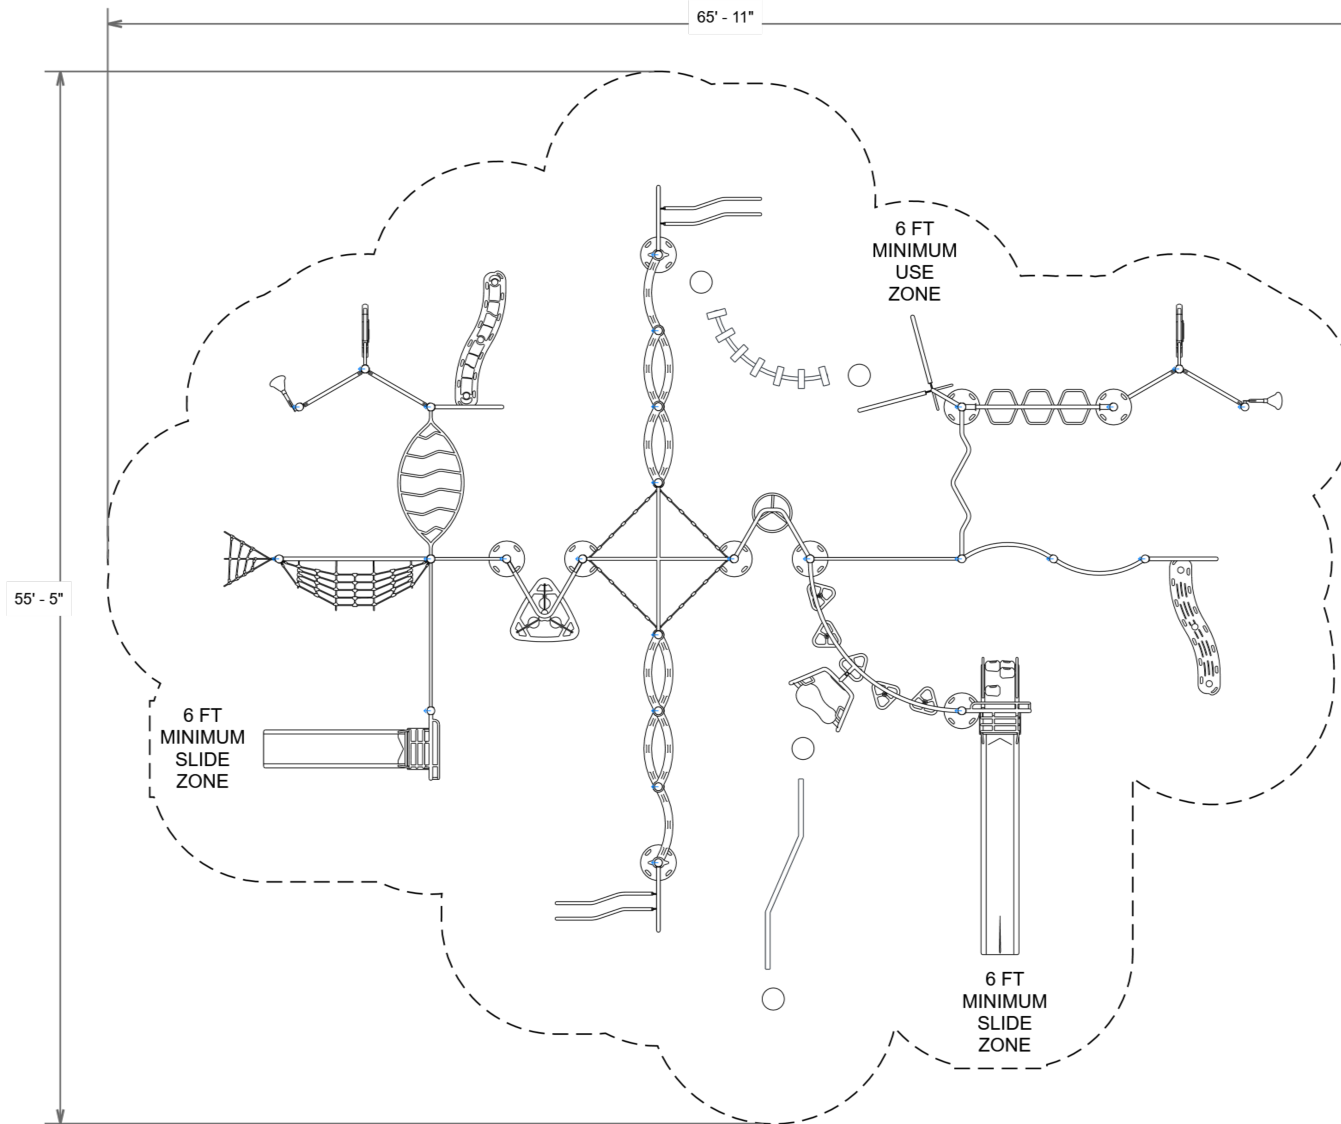 65' - 11"
6 FT
MINIMUM
USE
ZONE
55' - 5"
6 FT
MINIMUM
SLIDE
ZONE
6 FT
MINIMUM
SLIDE
ZONE